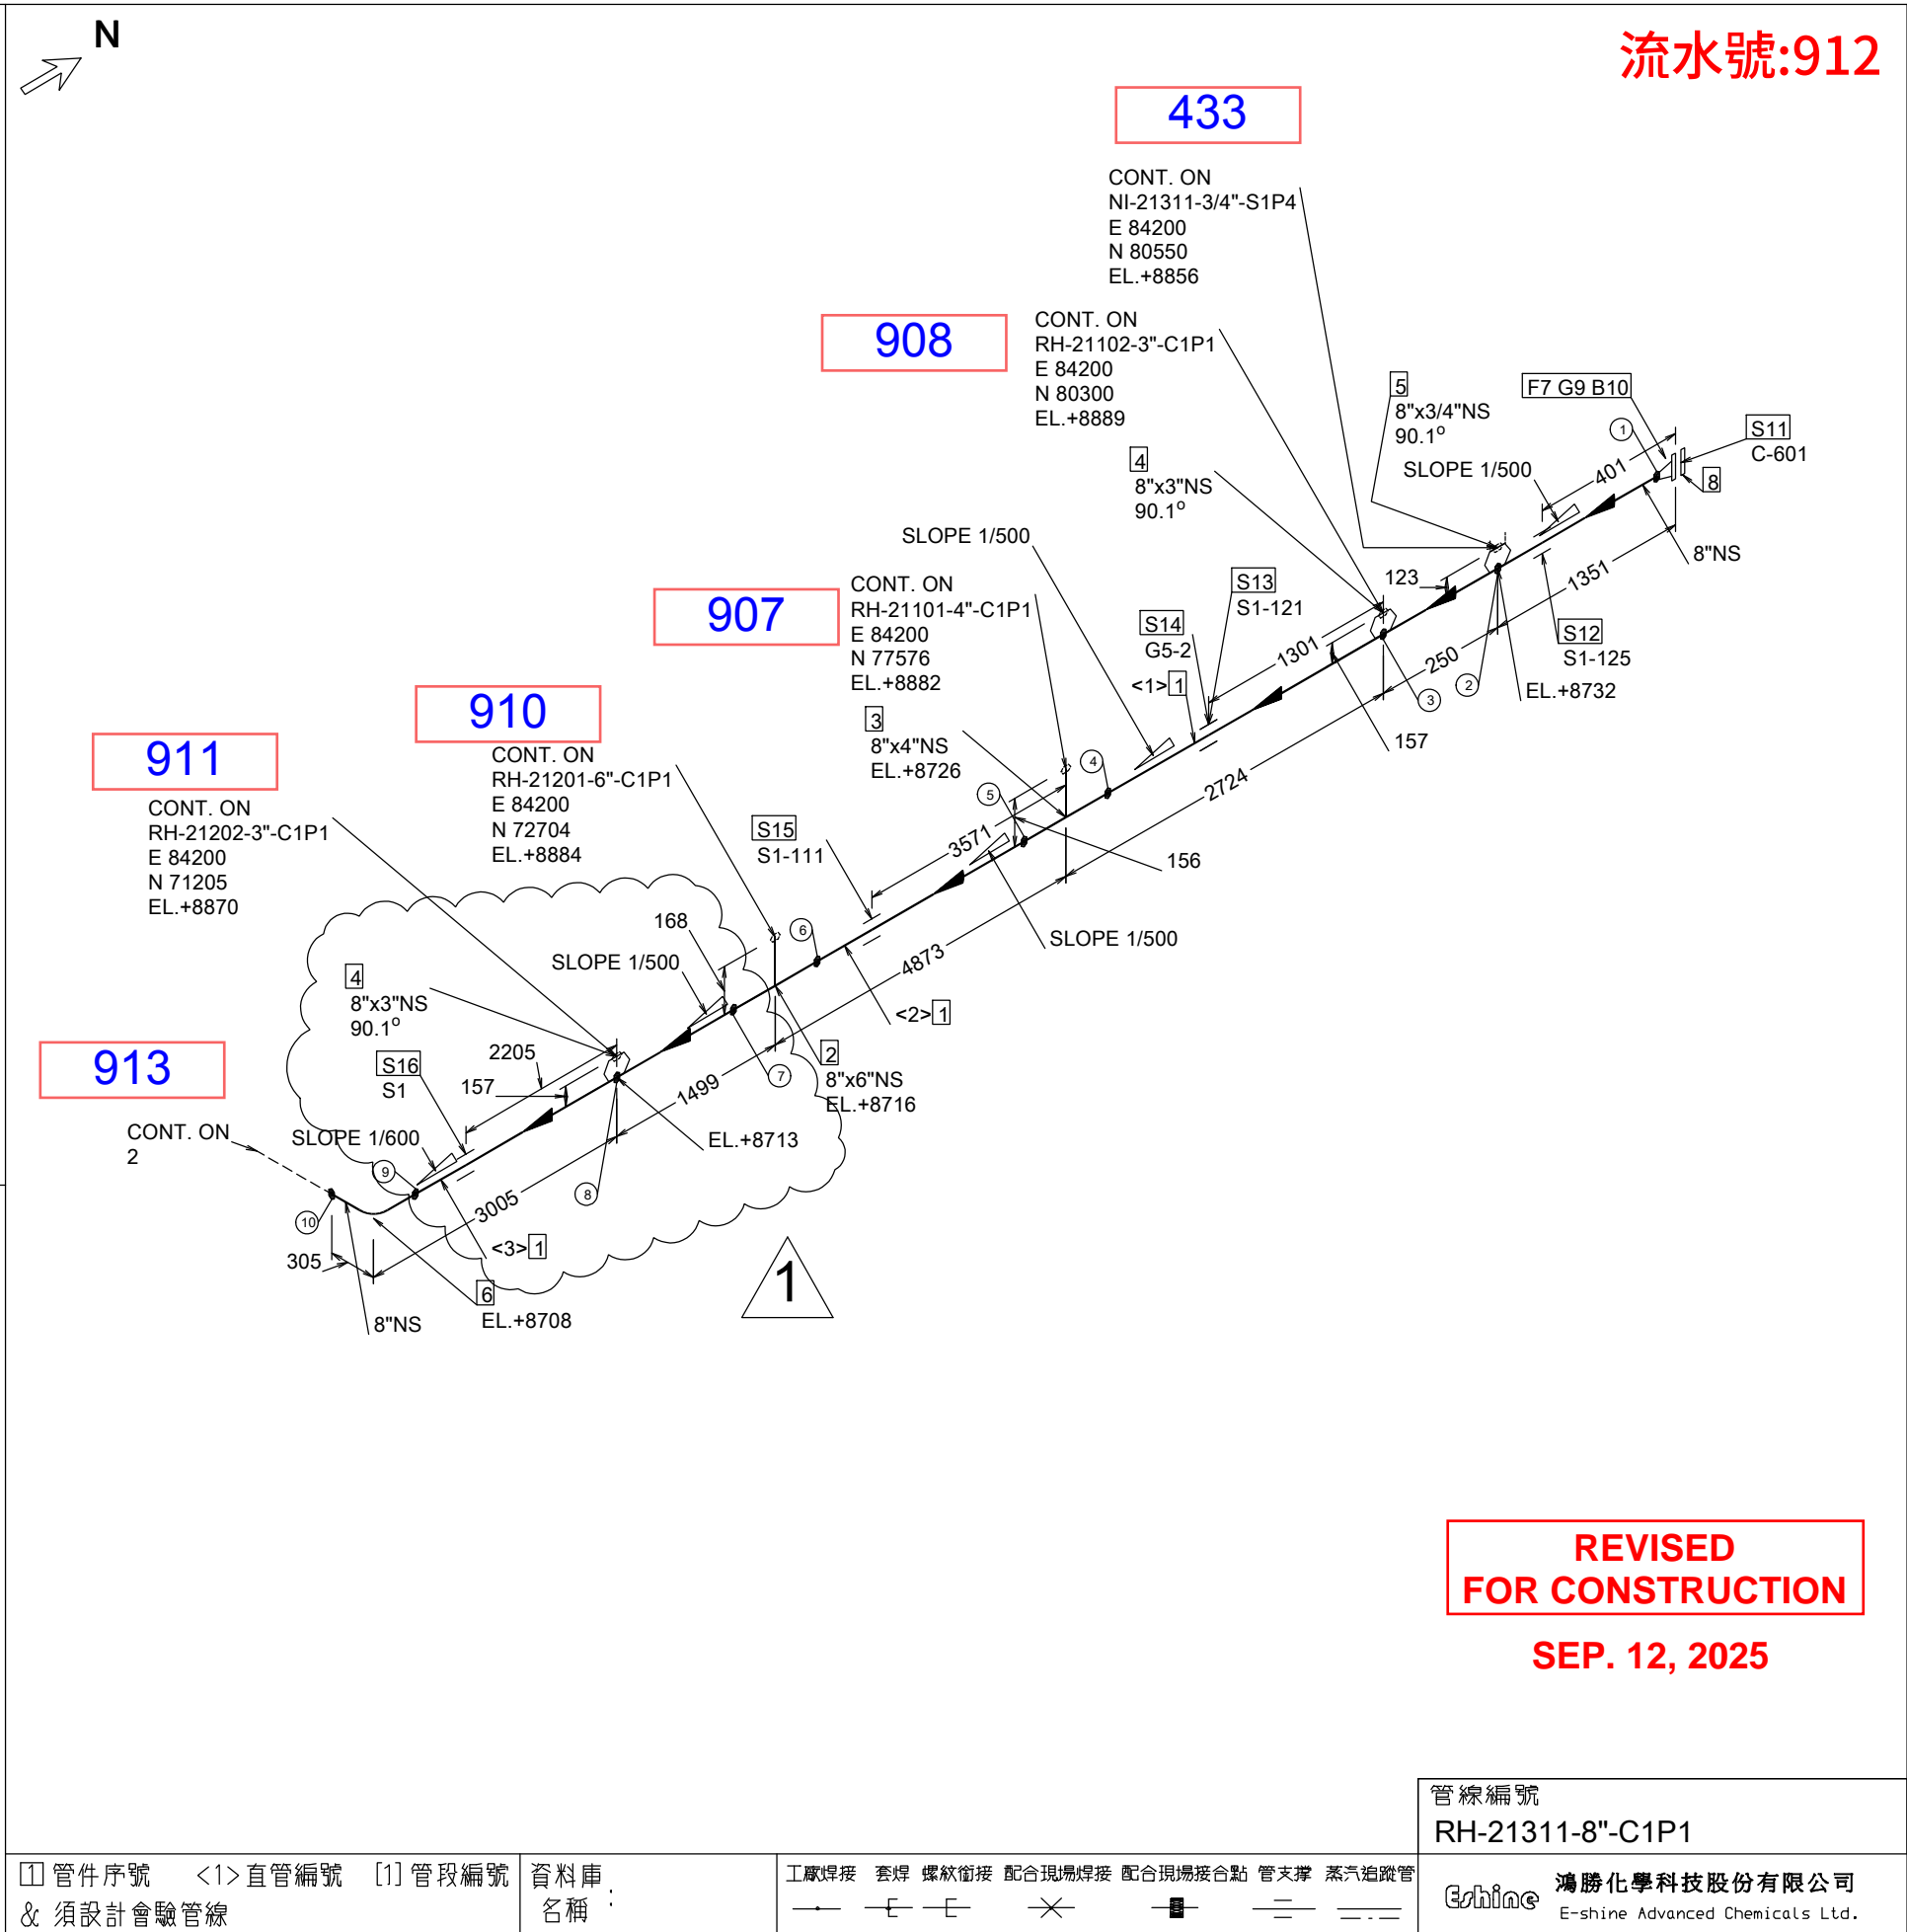 N
流水號:912
433
CONT. ON
NI-21311-3/4"-S1P4
E 84200
N 80550
EL.+8856
908
CONT. ON
RH-21102-3"-C1P1
E 84200
N 80300
EL.+8889
5
8"x3/4"NS
90.1°
F7 G9 B10
1
S11
C-601
8
SLOPE 1/500
401
4
8"x3"NS
90.1°
8"NS
1351
SLOPE 1/500
123
S12
S1-125
EL.+8732
2
250
3
157
907
CONT. ON
RH-21101-4"-C1P1
E 84200
N 77576
EL.+8882
S13
S1-121
S14
G5-2
1301
<1> 1
3
8"x4"NS
EL.+8726
4
5
2724
3571
156
SLOPE 1/500
910
CONT. ON
RH-21201-6"-C1P1
E 84200
N 72704
EL.+8884
S15
S1-111
911
CONT. ON
RH-21202-3"-C1P1
E 84200
N 71205
EL.+8870
168
6
SLOPE 1/500
4873
<2> 1
4
8"x3"NS
90.1°
2
8"x6"NS
EL.+8716
7
1499
913
S16
S1
2205
157
EL.+8713
CONT. ON
2
SLOPE 1/600
9
8
3005
10
305
<3> 1
6
EL.+8708
8"NS
1
REVISED
FOR CONSTRUCTION
SEP. 12, 2025
管線編號
RH-21311-8"-C1P1
1 管件序號 <1> 直管編號 [1] 管段編號
& 須設計會驗管線
資料庫
名稱 :
工廠焊接 套焊 螺紋銜接 配合現場焊接 配合現場接合點 管支撐 蒸汽追蹤管
Eshine 鴻勝化學科技股份有限公司
E-shine Advanced Chemicals Ltd.